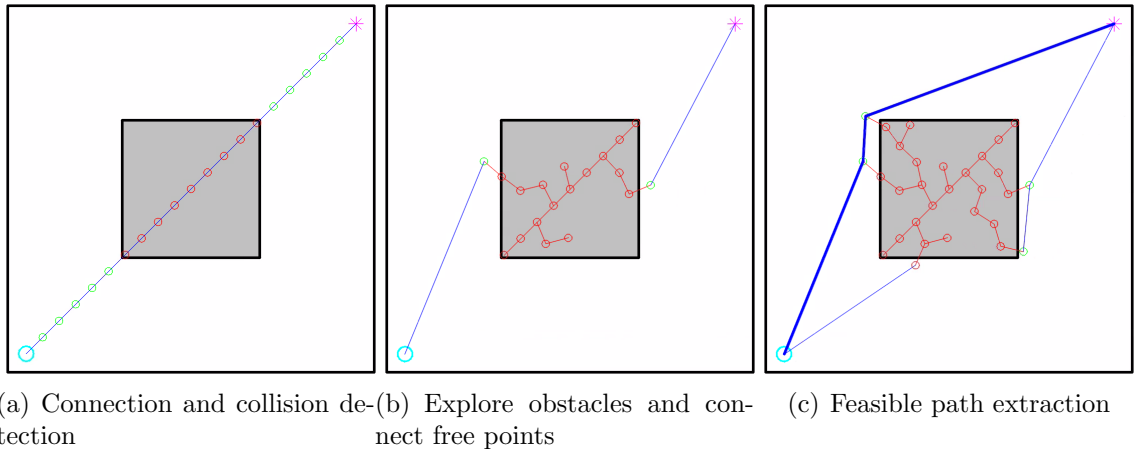 (a) Connection and collision de-
tection
(b) Explore obstacles and con-
nect free points
(c) Feasible path extraction